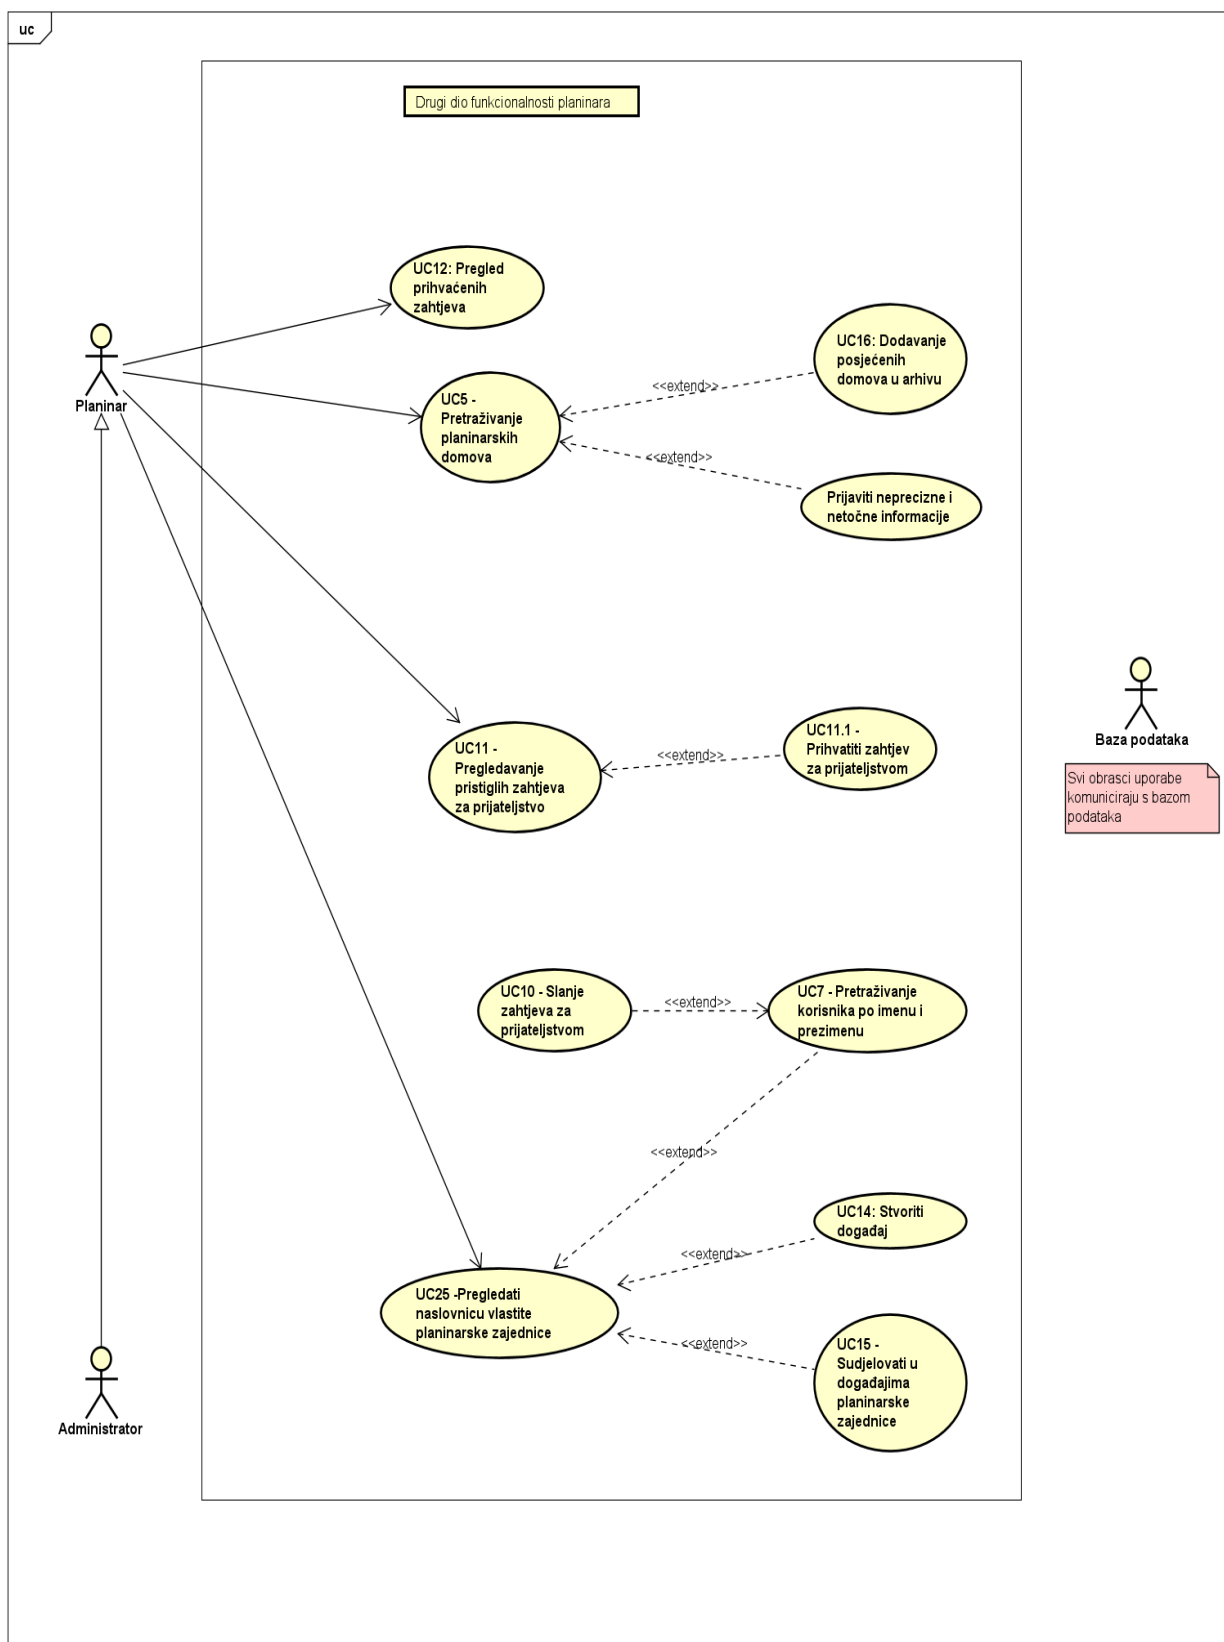 uc
Drugi dio funkcionalnosti planinara
UC12: Pregled
prihvaćenih
zahtjeva
Planinar
UC5 -
Pretraživanje
planinarskih
domova
<<extend>>
UC16: Dodavanje
posjećenih
domova u arhivu
<<extend>>
Prijaviti neprecizne i
netočne informacije
UC11 -
Pregledavanje
pristiglih zahtjeva
za prijateljstvo
<<extend>>
UC11.1 -
Prihvatiti zahtjev
za prijateljstvom
Baza podataka
Svi obrasci uporabe
komuniciraju s bazom
podataka
UC10 - Slanje
zahtjeva za
prijateljstvom
<<extend>>
UC7 - Pretraživanje
korisnika po imenu i
prezimenu
<<extend>>
UC14: Stvoriti
događaj
<<extend>>
UC25 -Pregledati
naslovnicu vlastite
planinarske zajednice
<<extend>>
UC15 -
Sudjelovati u
događajima
planinarske
zajednice
Administrator